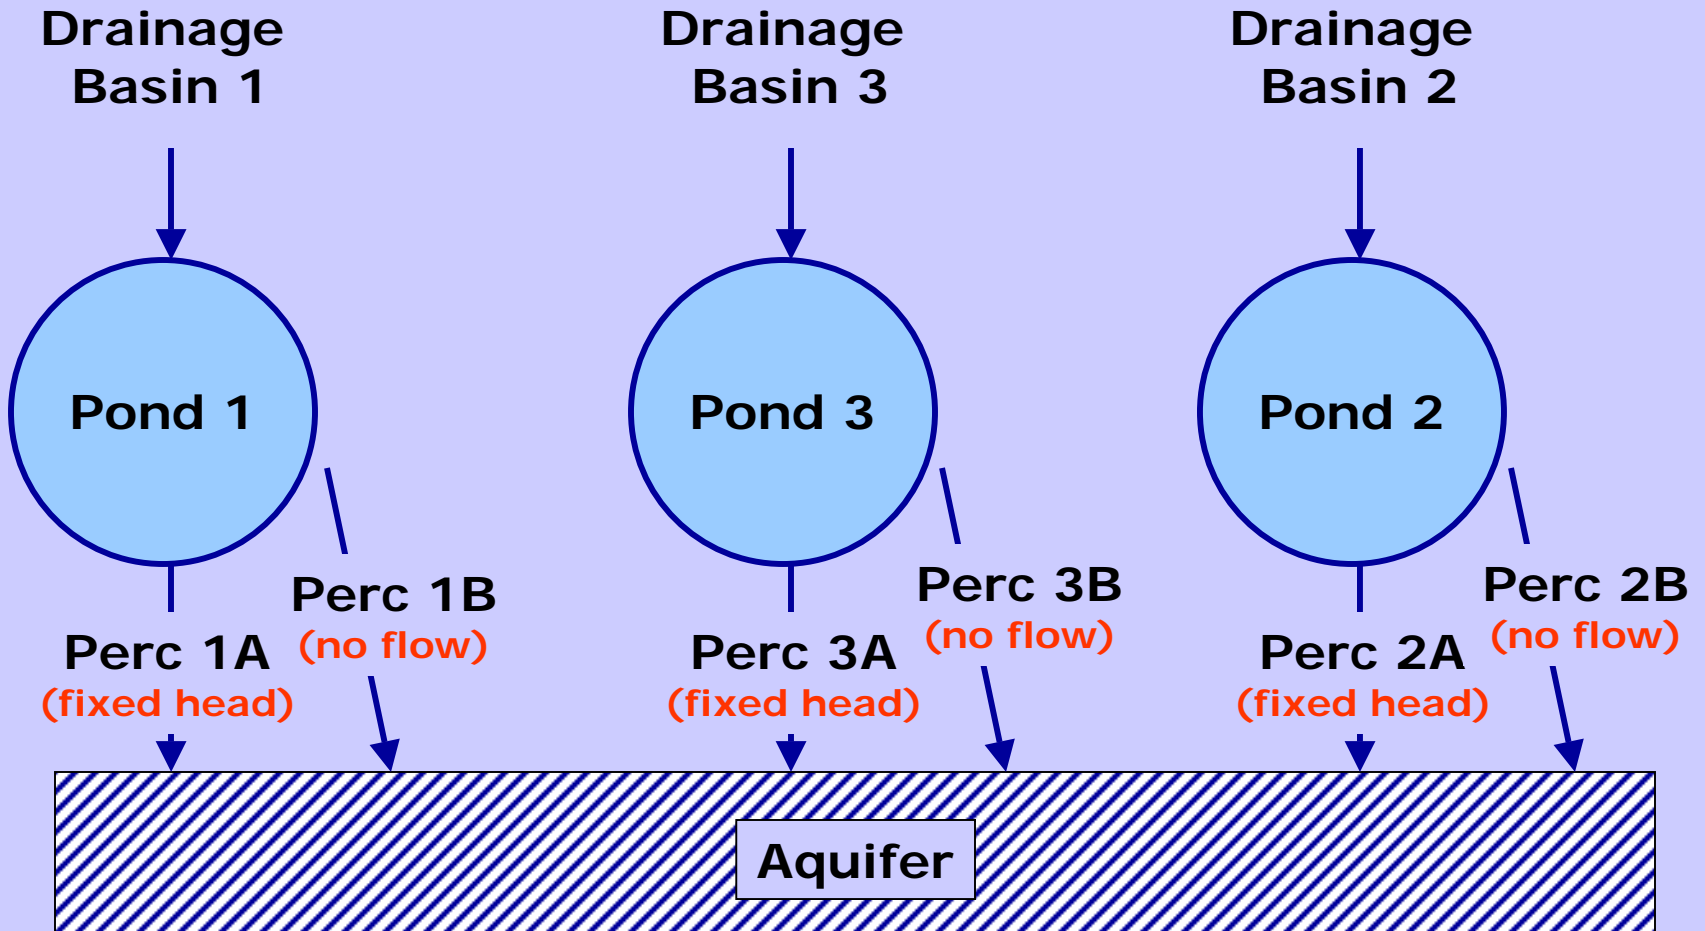 Drainage
Basin 1
Drainage
Basin 3
Drainage
Basin 2
Pond 1
Pond 3
Pond 2
Perc 1B
(no flow)
Perc 3B
(no flow)
Perc 2B
(no flow)
Perc 1A
(fixed head)
Perc 3A
(fixed head)
Perc 2A
(fixed head)
Aquifer